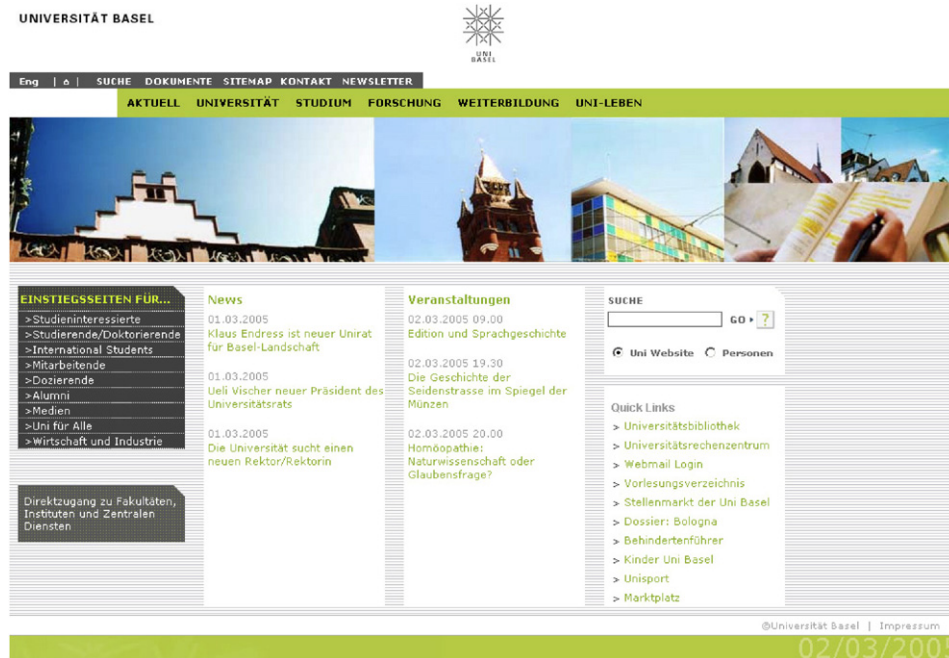 UNIVERSITÄT BASEL
UNI
BASEL
Eng | | SUCHE DOKUMENTE SITEMAP KONTAKT NEWSLETTER
AKTUELL UNIVERSITÄT STUDIUM FORSCHUNG WEITERBILDUNG UNI-LEBEN
EINSTIEGSSEITEN FÜR...
>Studieninteressierte
>Studierende/Doktorierende
>International Students
>Mitarbeitende
>Dozierende
>Alumni
>Medien
>Uni für Alle
>Wirtschaft und Industrie
Direktzugang zu Fakultäten,
Instituten und Zentralen
Diensten
News
01.03.2005
Klaus Endress ist neuer Unirat
für Basel-Landschaft
01.03.2005
Ueli Vischer neuer Präsident des
Universitätsrats
01.03.2005
Die Universität sucht einen
neuen Rektor/Rektorin
Veranstaltungen
02.03.2005 09.00
Edition und Sprachgeschichte
02.03.2005 19.30
Die Geschichte der
Seidenstrasse im Spiegel der
Münzen
02.03.2005 20.00
Homöopathie:
Naturwissenschaft oder
Glaubensfrage?
SUCHE
GO ?
Uni Website Personen
Quick Links
> Universitätsbibliothek
> Universitätsrechenzentrum
> Webmail Login
> Vorlesungsverzeichnis
> Stellenmarkt der Uni Basel
> Dossier: Bologna
> Behindertenführer
> Kinder Uni Basel
> Unisport
> Marktplatz
©Universität Basel | Impressum
02/03/2005